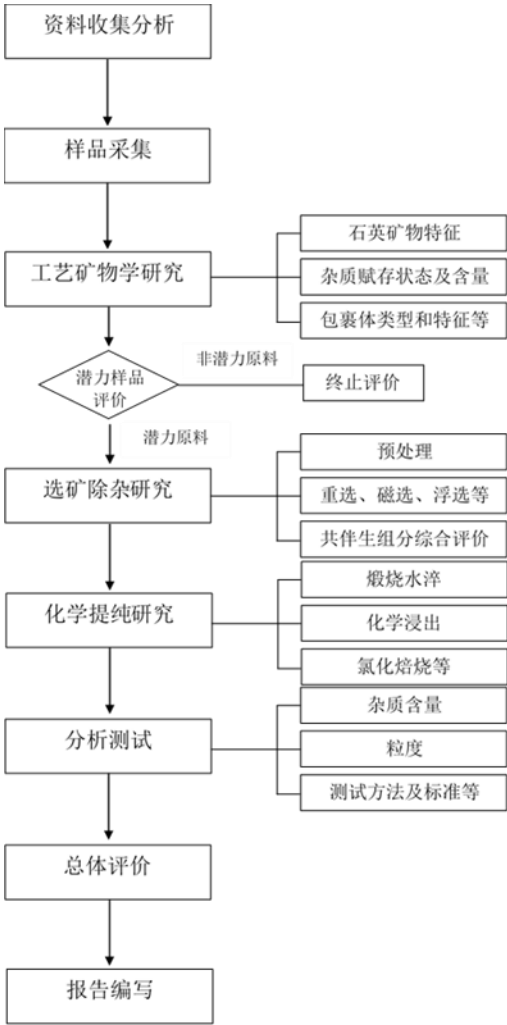 资料收集分析
样品采集
工艺矿物学研究
石英矿物特征
杂质赋存状态及含量
包裹体类型和特征等
潜力样品
评价
非潜力原料
终止评价
潜力原料
选矿除杂研究
预处理
重选、磁选、浮选等
共伴生组分综合评价
化学提纯研究
煅烧水淬
化学浸出
氯化焙烧等
分析测试
杂质含量
粒度
测试方法及标准等
总体评价
报告编写